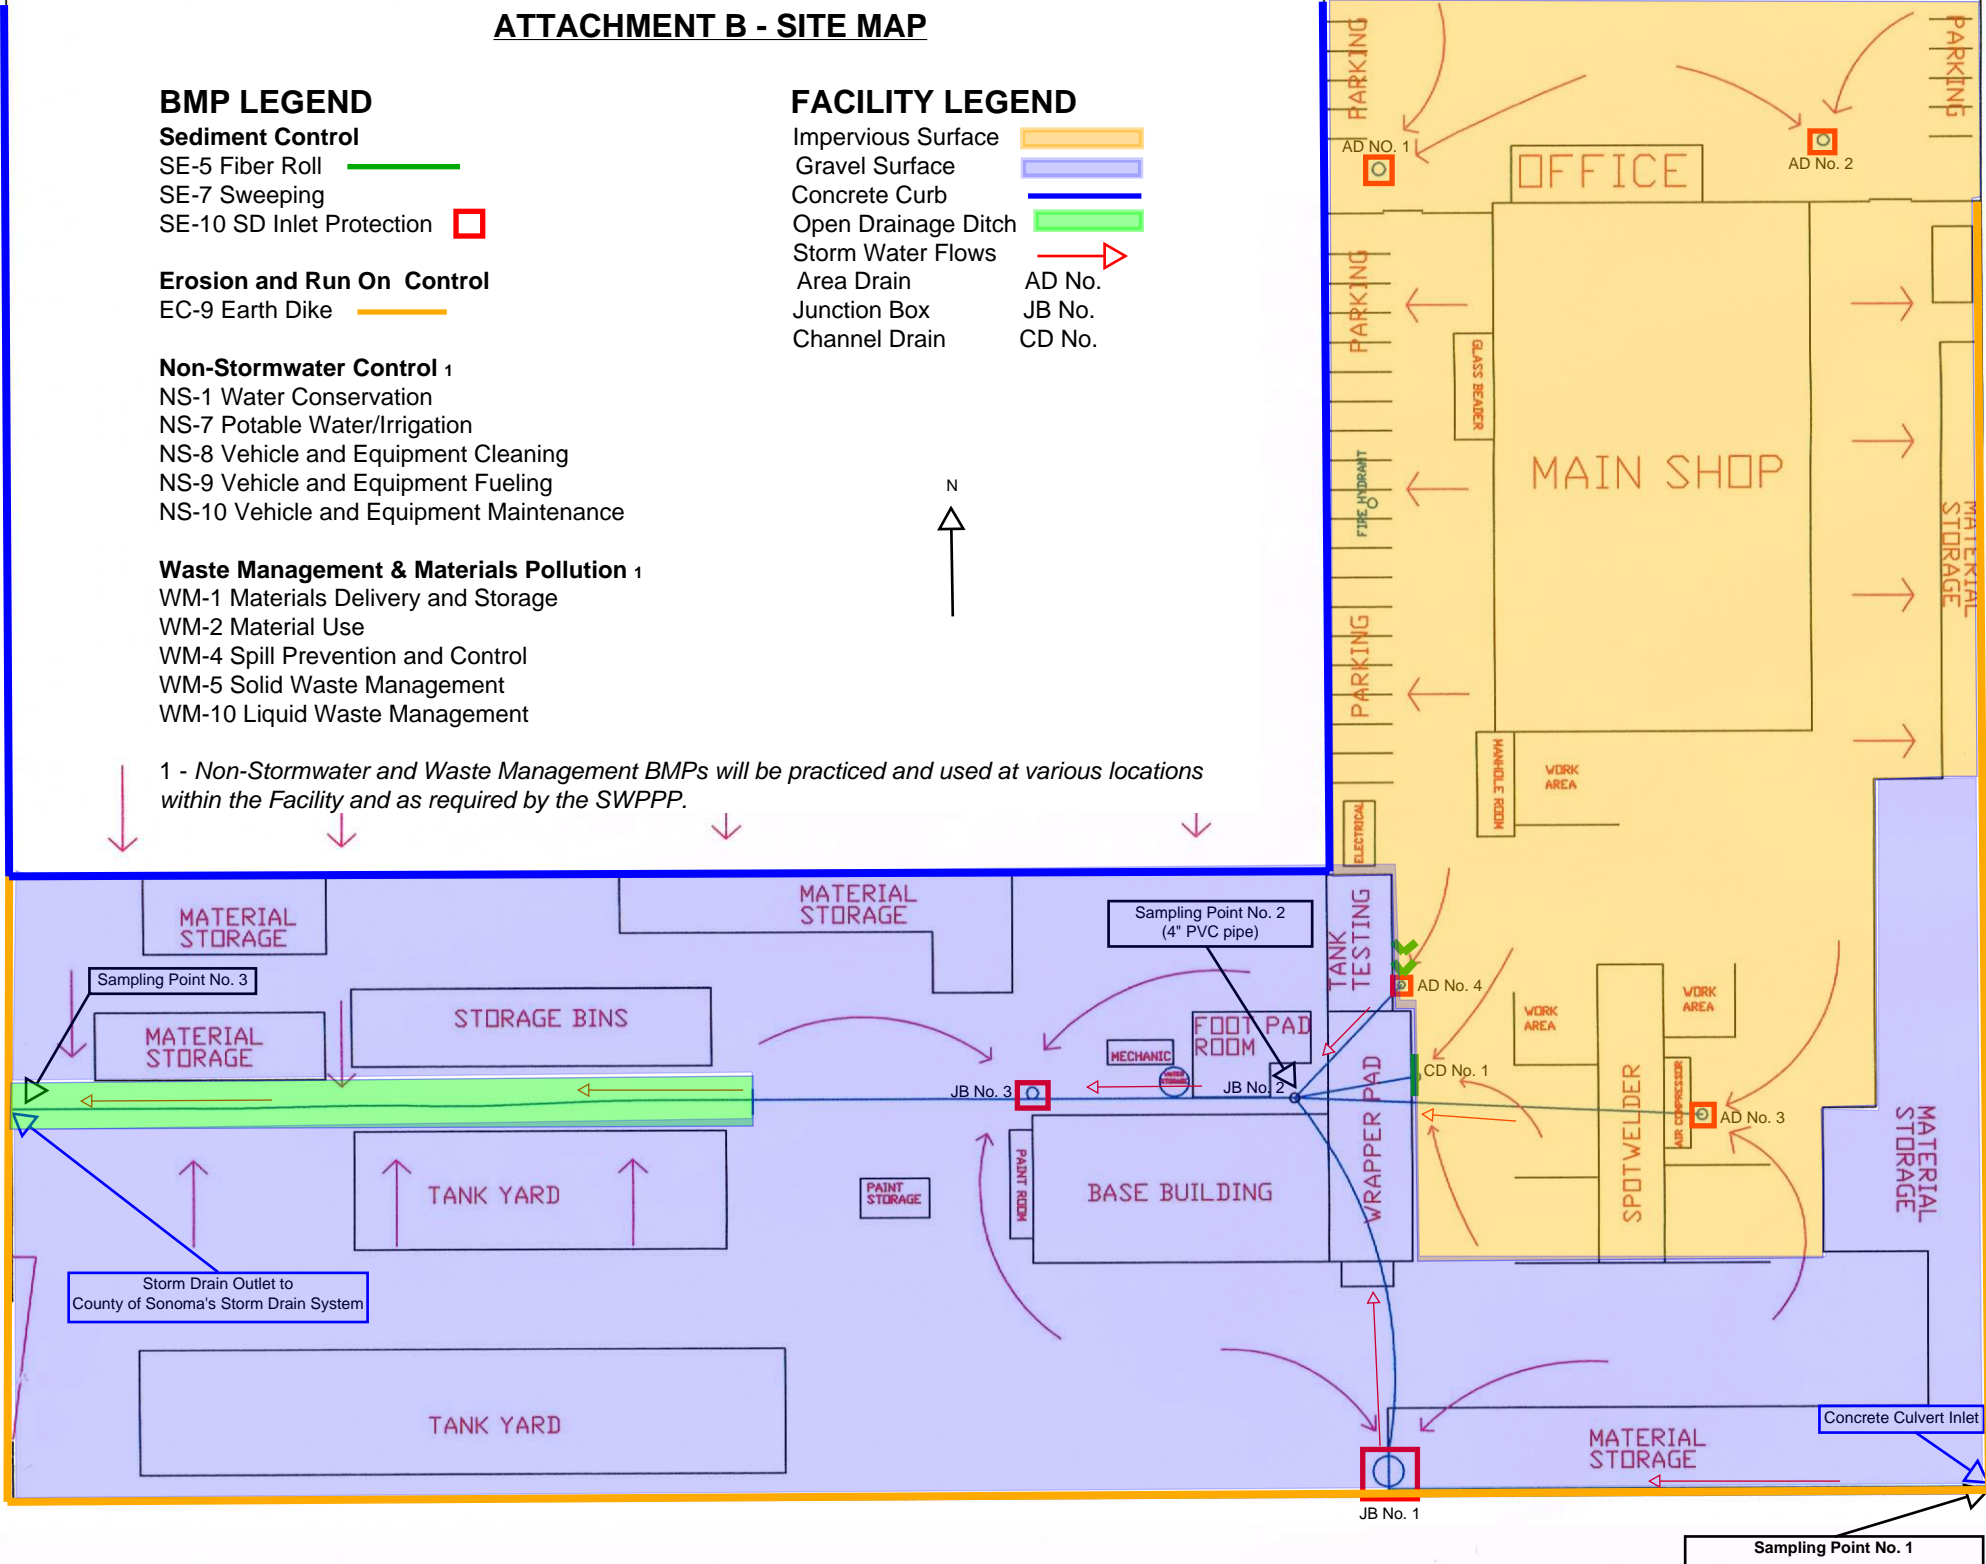 ATTACHMENT B - SITE MAP
BMP LEGEND
Sediment Control
SE-5 Fiber Roll
SE-7 Sweeping
SE-10 SD Inlet Protection
Erosion and Run On Control
EC-9 Earth Dike
Non-Stormwater Control 1
NS-1 Water Conservation
NS-7 Potable Water/Irrigation
NS-8 Vehicle and Equipment Cleaning
NS-9 Vehicle and Equipment Fueling
NS-10 Vehicle and Equipment Maintenance
Waste Management & Materials Pollution 1
WM-1 Materials Delivery and Storage
WM-2 Material Use
WM-4 Spill Prevention and Control
WM-5 Solid Waste Management
WM-10 Liquid Waste Management
1 - Non-Stormwater and Waste Management BMPs will be practiced and used at various locations
within the Facility and as required by the SWPPP.
FACILITY LEGEND
Impervious Surface
Gravel Surface
Concrete Curb
Open Drainage Ditch
Storm Water Flows
Area Drain AD No.
Junction Box JB No.
Channel Drain CD No.
N
PARKING
PARKING
AD NO. 1
AD No. 2
OFFICE
PARKING
GLASS BEADER
MAIN SHOP
FIRE HYDRANT
MATERIAL
STORAGE
PARKING
MANHOLE ROOM
WORK
AREA
ELECTRICAL
MATERIAL
STORAGE
MATERIAL
STORAGE
Sampling Point No. 2
(4" PVC pipe)
TANK
TESTING
Sampling Point No. 3
AD No. 4
STORAGE BINS
MATERIAL
STORAGE
FOOT PAD
ROOM
MECHANIC
WATER
STORAGE
WORK
AREA
WORK
AREA
JB No. 3
JB No. 2
CD No. 1
AD No. 3
WRAPPER PAD
SPOTWELDER
AIR COMPRESSOR
MATERIAL
STORAGE
TANK YARD
PAINT
STORAGE
PAINT ROOM
BASE BUILDING
Storm Drain Outlet to
County of Sonoma's Storm Drain System
TANK YARD
Concrete Culvert Inlet
MATERIAL
STORAGE
JB No. 1
Sampling Point No. 1